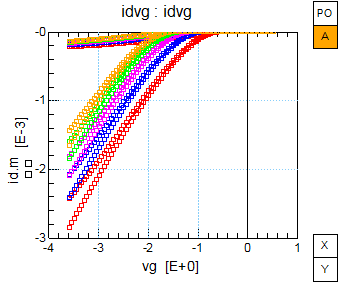 idvg : idvg
PO
A
-0
-1
-2
-3
id.m [E-3]
-4 -3 -2 -1 0 1
vg [E+0]
X
Y